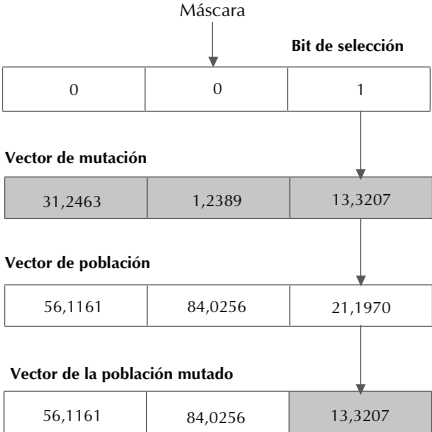 Máscara
Bit de selección
0 0 1
Vector de mutación
31,2463 1,2389 13,3207
Vector de población
56,1161 84,0256 21,1970
Vector de la población mutado
56,1161 84,0256 13,3207